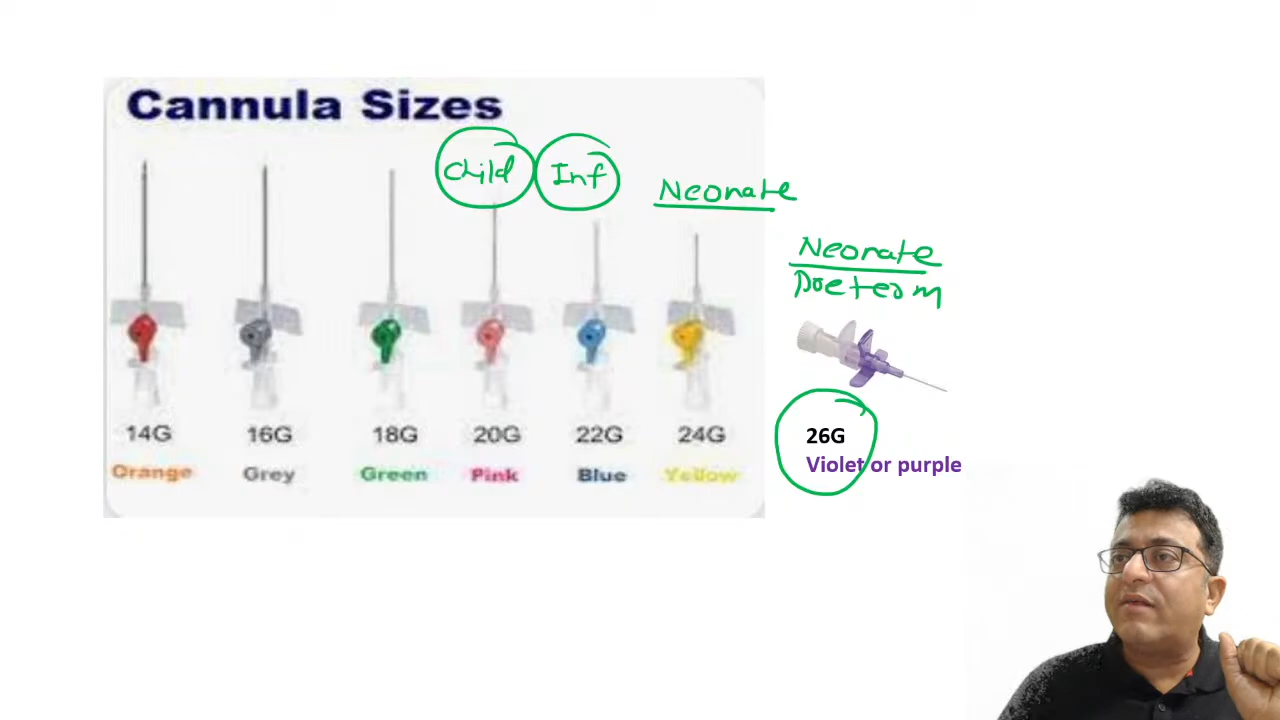 Cannula Sizes
Child
Inf
Neonate
Neonate
Preterm
14G
16G
18G
20G
22G
24G
26G
Orange
Grey
Green
Pink
Blue
Yellow
Violet or purple